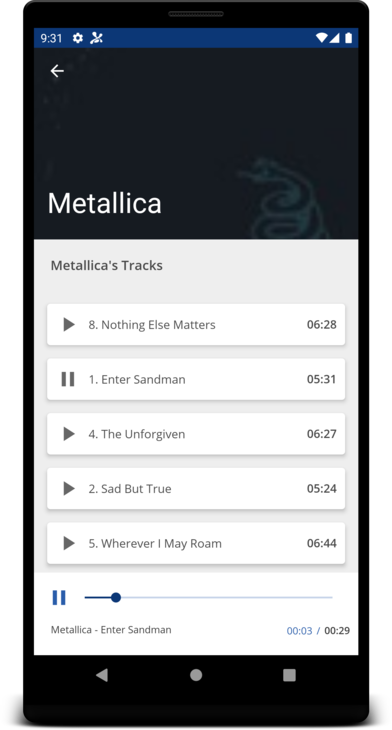 9:31
Metallica
Metallica's Tracks
8. Nothing Else Matters 06:28
1. Enter Sandman 05:31
4. The Unforgiven 06:27
2. Sad But True 05:24
5. Wherever I May Roam 06:44
Metallica - Enter Sandman 00:03 / 00:29